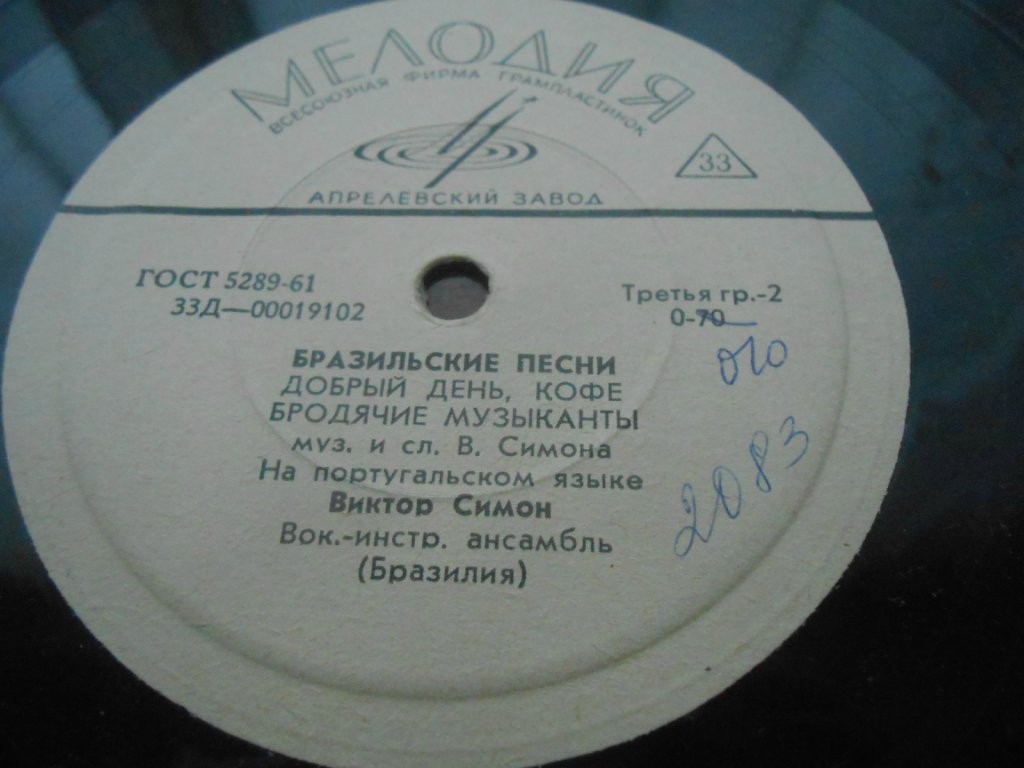 МЕЛОДИЯ
ВСЕСОЮЗНАЯ ФИРМА ГРАМПЛАСТИНОК
33
АПРЕЛЕВСКИЙ ЗАВОД
ГОСТ 5289-61
33Д—00019102
Третья гр.-2
0-70
БРАЗИЛЬСКИЕ ПЕСНИ
ДОБРЫЙ ДЕНЬ, КОФЕ
БРОДЯЧИЕ МУЗЫКАНТЫ
муз. и сл. В. Симона
На португальском языке
Виктор Симон
Вок.-инстр. ансамбль
(Бразилия)
2083